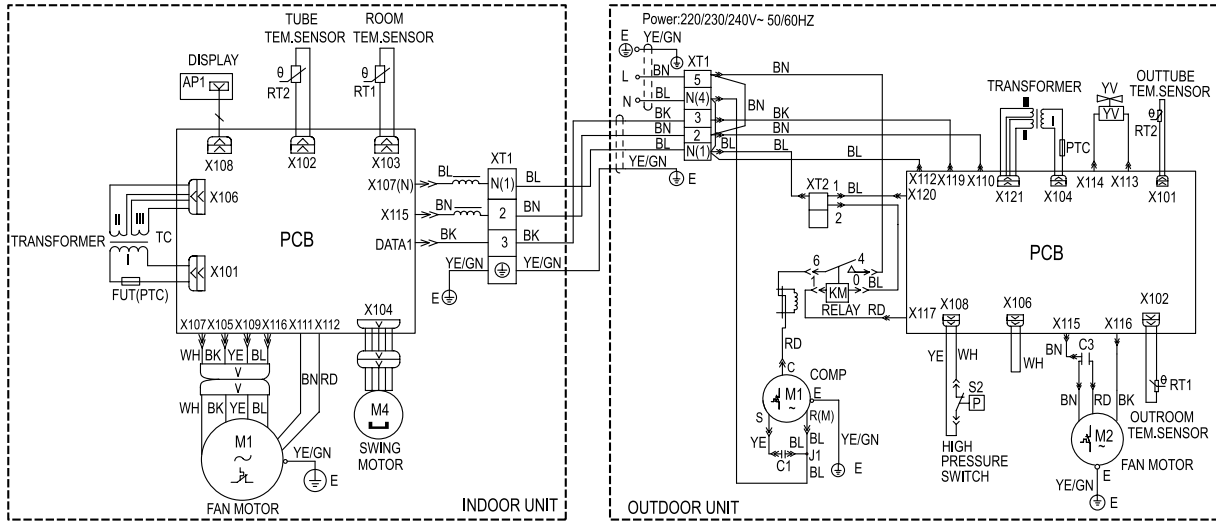 TUBE
TEM.SENSOR
ROOM
TEM.SENSOR
DISPLAY
AP1
θ
RT2
θ
RT1
X108
X102
X103
X106
X107(N)
BL
XT1
N(1)
BL
TRANSFORMER
II
III
TC
I
X115
BN
2
BN
PCB
DATA1
BK
3
BK
X101
FUT(PTC)
YE/GN
YE/GN
E
X107 X105 X109 X116 X111 X112
X104
WH BK YE BL
V
V
V
V
BN RD
WH BK YE BL
M1
~
M4
SWING
MOTOR
YE/GN
E
FAN MOTOR
INDOOR UNIT
Power:220/230/240V~ 50/60HZ
E
YE/GN
XT1
L
BN
5
BN
N
BL
N(4)
BN
BK
3
BK
BN
2
BN
BL
N(1)
BL
BL
BL
YE/GN
E
TRANSFORMER
III
II
I
PTC
YV
YV
OUTTUBE
TEM.SENSOR
θ
RT2
X112 X119 X110
X120
X121
X104
X114
X113
X101
XT2
1
BL
2
PCB
6
4
1
KM
0
BL
RELAY
RD
X117
X108
X106
X115
X116
X102
RD
C
COMP
M1
~
E
S
R(M)
YE
BL
BL
YE/GN
C1
J1
BL
E
YE
WH
S2
P
HIGH
PRESSURE
SWITCH
WH
BN
C3
BN
RD
BK
M2
~
FAN MOTOR
E
YE/GN
E
θ
RT1
OUTROOM
TEM.SENSOR
OUTDOOR UNIT